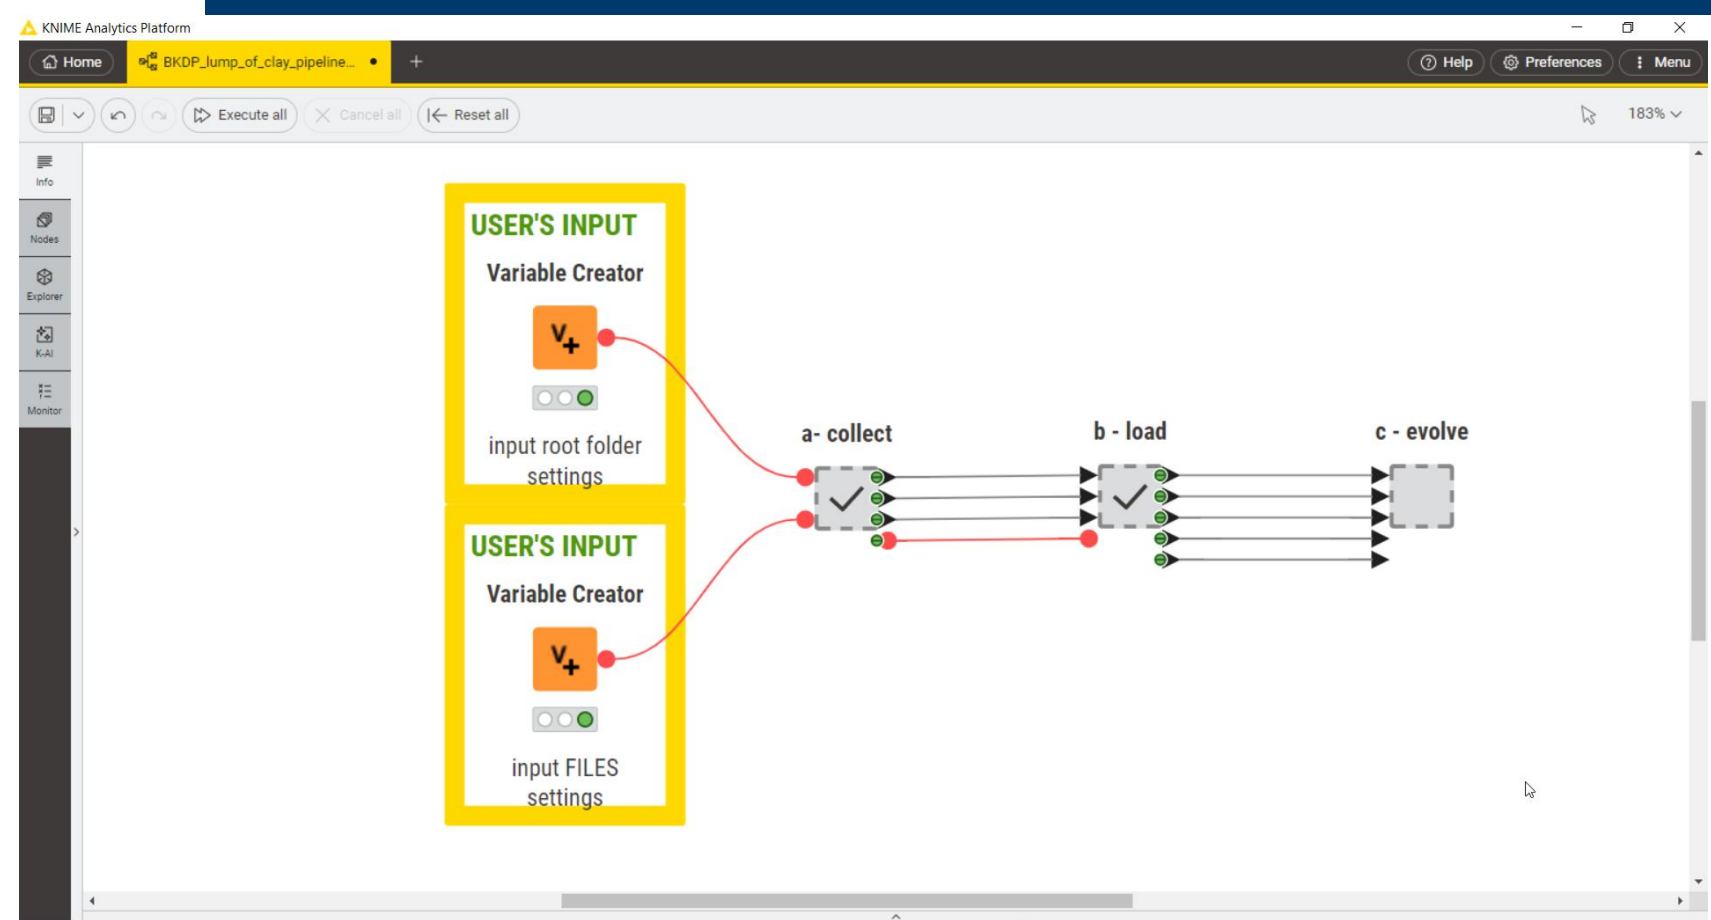 KNIME Analytics Platform
Home
BKDP_lump_of_clay_pipeline...
Help
Preferences
Menu
Execute all
Cancel all
Reset all
183%
Info
Nodes
Explorer
K-AI
Monitor
USER'S INPUT
Variable Creator
V+
input root folder
settings
USER'S INPUT
Variable Creator
V+
input FILES
settings
a- collect
b - load
c - evolve